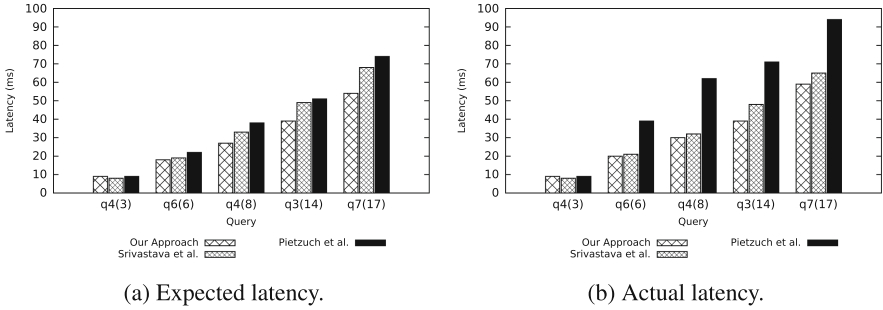 100
90
80
70
60
50
40
30
20
10
0
Latency (ms)
q4(3) q6(6) q4(8) q3(14) q7(17)
Query
Our Approach
Srivastava et al.
Pietzuch et al.
(a) Expected latency.
100
90
80
70
60
50
40
30
20
10
0
Latency (ms)
q4(3) q6(6) q4(8) q3(14) q7(17)
Query
Our Approach
Srivastava et al.
Pietzuch et al.
(b) Actual latency.